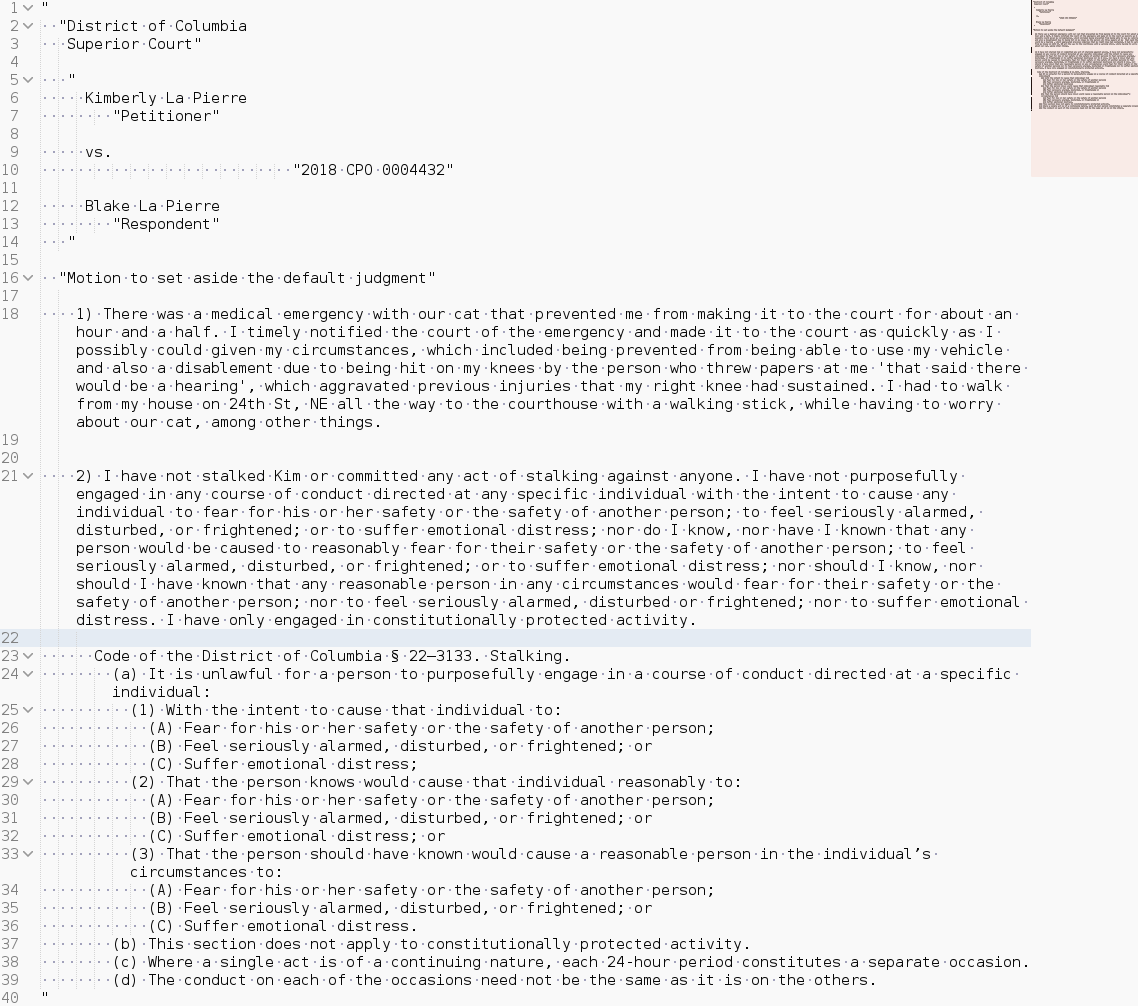 1 "
2 "District of Columbia
3 Superior Court"
4
5 "
6 Kimberly La Pierre
7 "Petitioner"
8
9 vs.
10 "2018 CPO 0004432"
11
12 Blake La Pierre
13 "Respondent"
14 "
15
16 "Motion to set aside the default judgment"
17
18 1) There was a medical emergency with our cat that prevented me from making it to the court for about an
hour and a half. I timely notified the court of the emergency and made it to the court as quickly as I
possibly could given my circumstances, which included being prevented from being able to use my vehicle
and also a disablement due to being hit on my knees by the person who threw papers at me 'that said there
would be a hearing', which aggravated previous injuries that my right knee had sustained. I had to walk
from my house on 24th St, NE all the way to the courthouse with a walking stick, while having to worry
about our cat, among other things.
19
20
21 2) I have not stalked Kim or committed any act of stalking against anyone. I have not purposefully
engaged in any course of conduct directed at any specific individual with the intent to cause any
individual to fear for his or her safety or the safety of another person; to feel seriously alarmed,
disturbed, or frightened; or to suffer emotional distress; nor do I know, nor have I known that any
person would be caused to reasonably fear for their safety or the safety of another person; to feel
seriously alarmed, disturbed, or frightened; or to suffer emotional distress; nor should I know, nor
should I have known that any reasonable person in any circumstances would fear for their safety or the
safety of another person; nor to feel seriously alarmed, disturbed or frightened; nor to suffer emotional
distress. I have only engaged in constitutionally protected activity.
22
23 Code of the District of Columbia § 22–3133. Stalking.
24 (a) It is unlawful for a person to purposefully engage in a course of conduct directed at a specific
individual:
25 (1) With the intent to cause that individual to:
26 (A) Fear for his or her safety or the safety of another person;
27 (B) Feel seriously alarmed, disturbed, or frightened; or
28 (C) Suffer emotional distress;
29 (2) That the person knows would cause that individual reasonably to:
30 (A) Fear for his or her safety or the safety of another person;
31 (B) Feel seriously alarmed, disturbed, or frightened; or
32 (C) Suffer emotional distress; or
33 (3) That the person should have known would cause a reasonable person in the individual’s
circumstances to:
34 (A) Fear for his or her safety or the safety of another person;
35 (B) Feel seriously alarmed, disturbed, or frightened; or
36 (C) Suffer emotional distress.
37 (b) This section does not apply to constitutionally protected activity.
38 (c) Where a single act is of a continuing nature, each 24-hour period constitutes a separate occasion.
39 (d) The conduct on each of the occasions need not be the same as it is on the others.
40 "